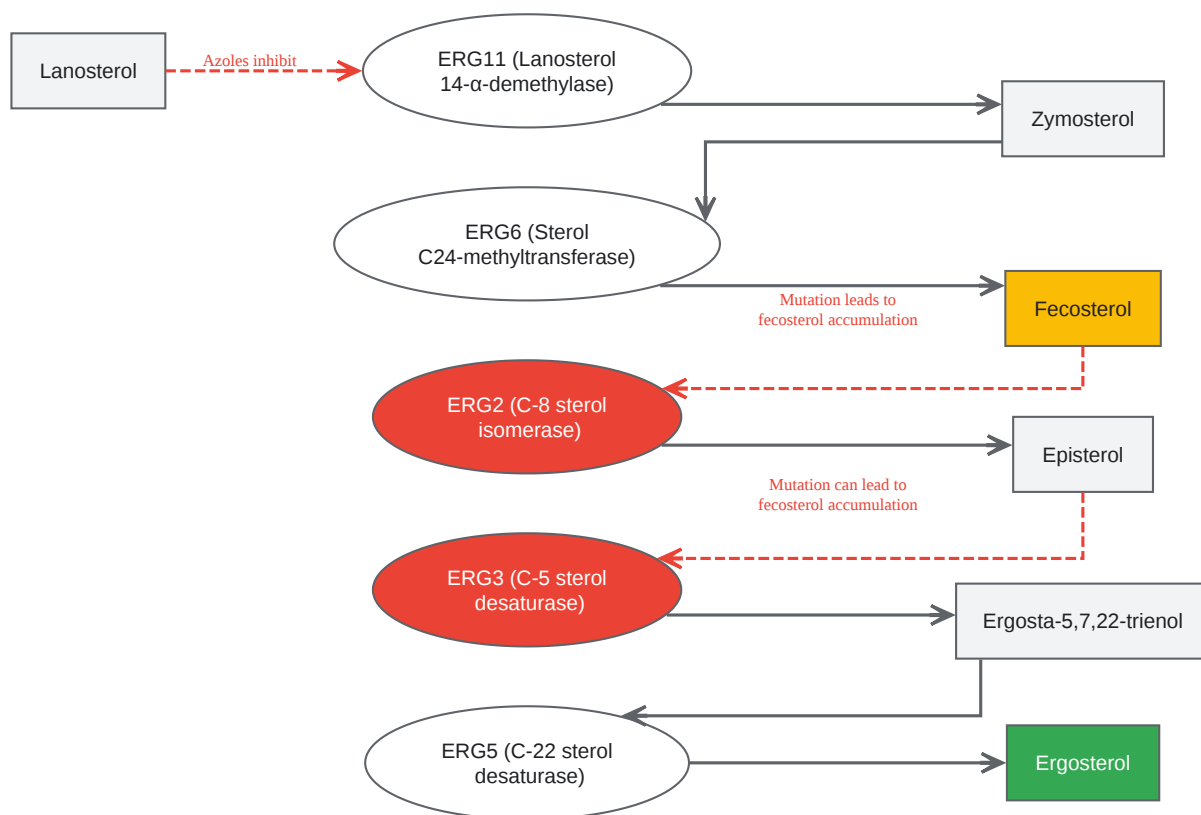 Lanosterol
Azoles inhibit
ERG11 (Lanosterol
14-α-demethylase)
Zymosterol
ERG6 (Sterol
C24-methyltransferase)
Mutation leads to
fecosterol accumulation
Fecosterol
ERG2 (C-8 sterol
isomerase)
Episterol
Mutation can lead to
fecosterol accumulation
ERG3 (C-5 sterol
desaturase)
Ergosta-5,7,22-trienol
ERG5 (C-22 sterol
desaturase)
Ergosterol